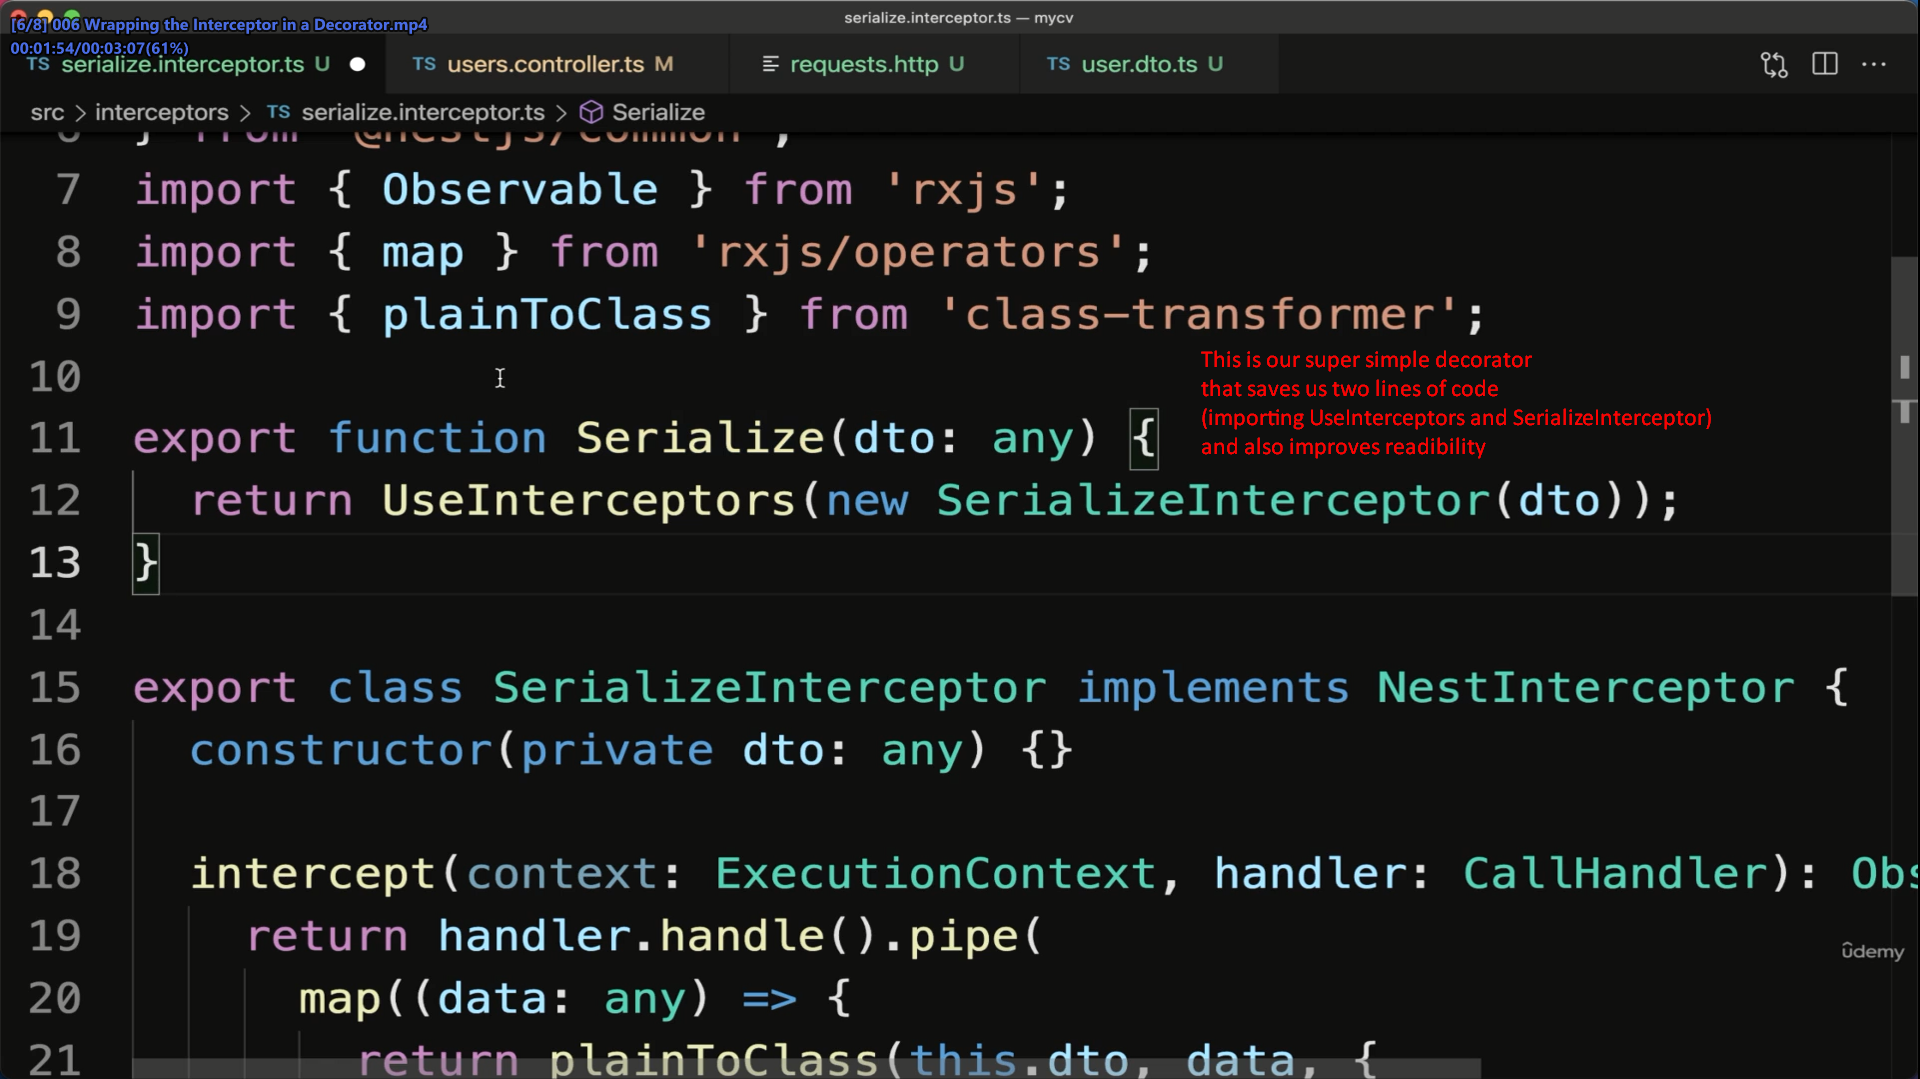 serialize.interceptor.ts — mycv
[6/8] 006 Wrapping the Interceptor in a Decorator.mp4
00:01:54/00:03:07(61%)
TS serialize.interceptor.ts U
TS users.controller.ts M
requests.http U
TS user.dto.ts U
src > interceptors > TS serialize.interceptor.ts > Serialize
6 } from '@nestjs/common';
7 import { Observable } from 'rxjs';
8 import { map } from 'rxjs/operators';
9 import { plainToClass } from 'class-transformer';
10
This is our super simple decorator
that saves us two lines of code
(importing UseInterceptors and SerializeInterceptor)
and also improves readibility
11 export function Serialize(dto: any) {
12 return UseInterceptors(new SerializeInterceptor(dto));
13 }
14
15 export class SerializeInterceptor implements NestInterceptor {
16 constructor(private dto: any) {}
17
18 intercept(context: ExecutionContext, handler: CallHandler): Obs
19 return handler.handle().pipe(
20 map((data: any) => {
21 return plainToClass(this.dto, data, {
ûdemy